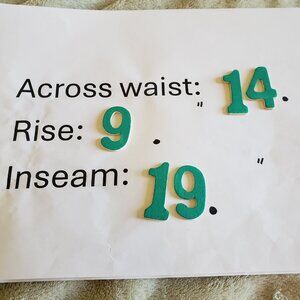 Across waist: 14.
Rise: 9 . "
Inseam: 19. "